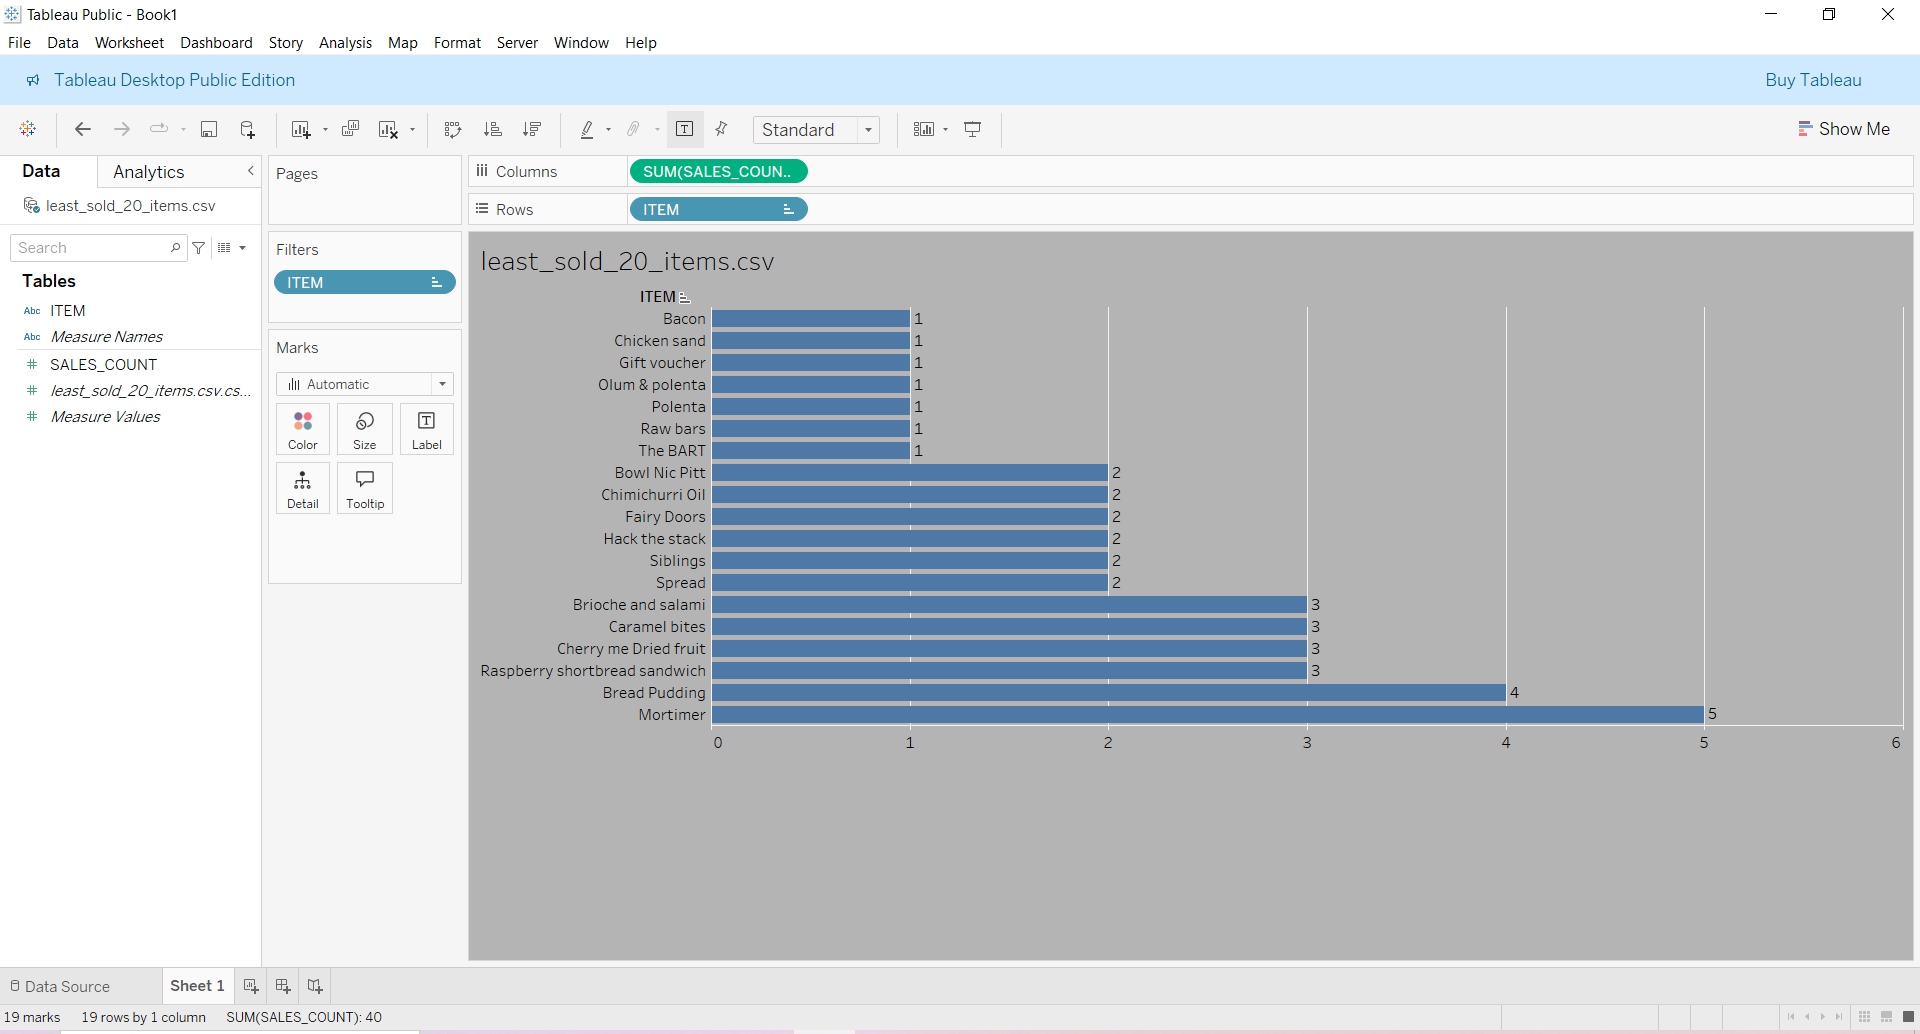 Tableau Public - Book1
File Data Worksheet Dashboard Story Analysis Map Format Server Window Help
Tableau Desktop Public Edition
Buy Tableau
Standard
Show Me
Data Analytics
least_sold_20_items.csv
Search
Tables
Abc ITEM
Abc Measure Names
# SALES_COUNT
# least_sold_20_items.csv.cs...
# Measure Values
Pages
Filters
ITEM
Marks
Automatic
Color Size Label
Detail Tooltip
Columns SUM(SALES_COUN..
Rows ITEM
least_sold_20_items.csv
ITEM
Bacon 1
Chicken sand 1
Gift voucher 1
Olum & polenta 1
Polenta 1
Raw bars 1
The BART 1
Bowl Nic Pitt 2
Chimichurri Oil 2
Fairy Doors 2
Hack the stack 2
Siblings 2
Spread 2
Brioche and salami 3
Caramel bites 3
Cherry me Dried fruit 3
Raspberry shortbread sandwich 3
Bread Pudding 4
Mortimer 5
0 1 2 3 4 5 6
Data Source Sheet 1
19 marks 19 rows by 1 column SUM(SALES_COUNT): 40